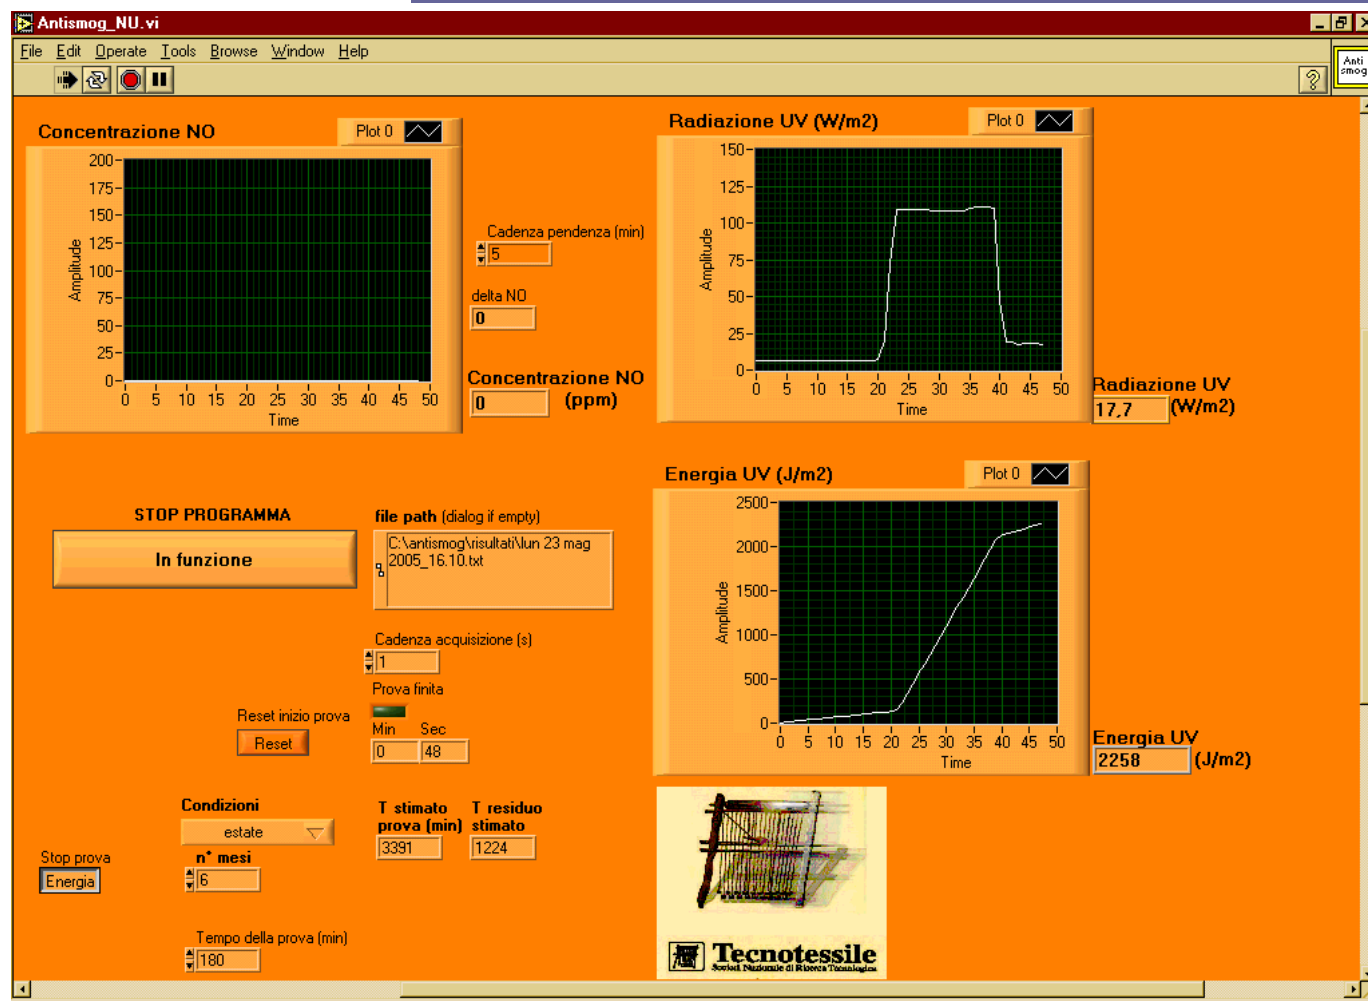 Antismog_NU.vi
File Edit Operate Tools Browse Window Help
Anti
smog
Concentrazione NO
Plot 0
200
175
150
125
100
75
50
25
0
Amplitude
0 5 10 15 20 25 30 35 40 45 50
Time
Cadenza pendenza (min)
5
delta NO
0
Concentrazione NO
0 (ppm)
Radiazione UV (W/m2)
Plot 0
150
125
100
75
50
25
0
Amplitude
0 5 10 15 20 25 30 35 40 45 50
Time
Radiazione UV
17,7 (W/m2)
STOP PROGRAMMA
In funzione
file path (dialog if empty)
C:\antismog\risultati\lun 23 mag
2005_16.10.txt
Cadenza acquisizione (s)
1
Prova finita
Min Sec
0 48
Reset inizio prova
Reset
Energia UV (J/m2)
Plot 0
2500
2000
1500
1000
500
0
Amplitude
0 5 10 15 20 25 30 35 40 45 50
Time
Energia UV
2258 (J/m2)
Condizioni
estate
T stimato
prova (min)
3391
T residuo
stimato
1224
Stop prova
Energia
n° mesi
6
Tempo della prova (min)
180
Tecnotessile
Società Nazionale di Ricerca Tecnologica